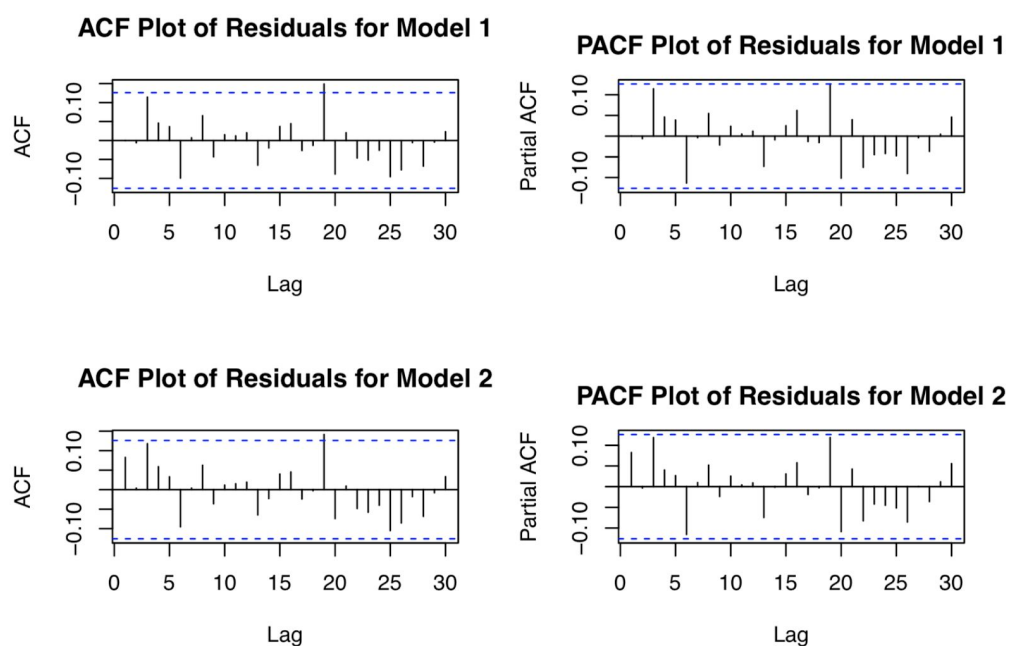 ACF Plot of Residuals for Model 1
ACF
0.10
−0.10
0 5 10 15 20 25 30
Lag
PACF Plot of Residuals for Model 1
Partial ACF
0.10
−0.10
0 5 10 15 20 25 30
Lag
ACF Plot of Residuals for Model 2
ACF
0.10
−0.10
0 5 10 15 20 25 30
Lag
PACF Plot of Residuals for Model 2
Partial ACF
0.10
−0.10
0 5 10 15 20 25 30
Lag